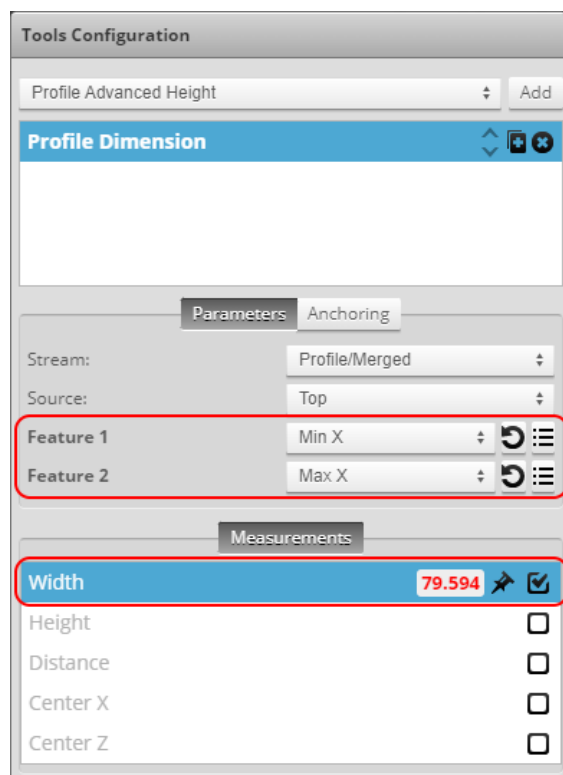 Tools Configuration
Profile Advanced Height Add
Profile Dimension
Parameters Anchoring
Stream: Profile/Merged
Source: Top
Feature 1 Min X
Feature 2 Max X
Measurements
Width 79.594
Height
Distance
Center X
Center Z